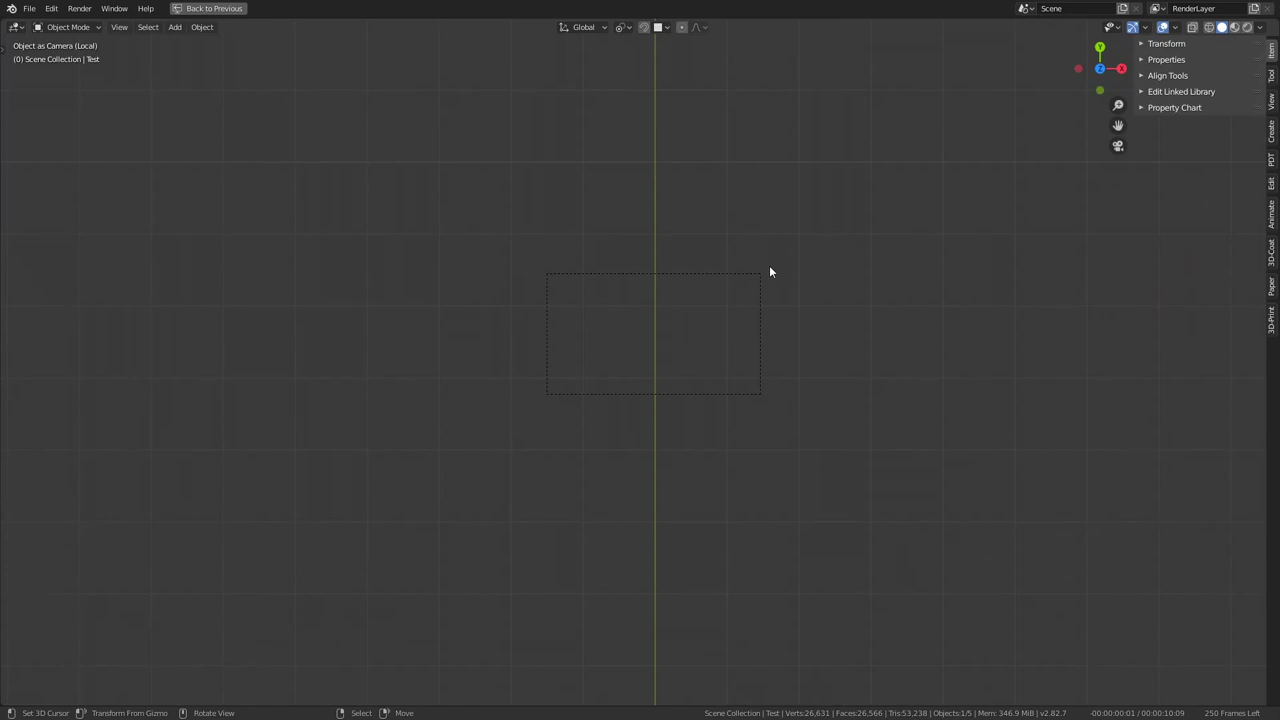 File Edit Render Window Help Back to Previous Scene RenderLayer
Object Mode View Select Add Object Global
Object as Camera (Local)
(0) Scene Collection | Test
Y
Z
X
Transform
Properties
Align Tools
Edit Linked Library
Property Chart
Item
Tool
View
Create
PDT
Edit
Animate
3D-Coat
Paper
3D-Print
Set 3D Cursor Transform From Gizmo Rotate View Select Move Scene Collection | Test | Verts:26,631 | Faces:26,566 | Tris:53,238 | Objects:1/5 | Mem: 346.9 MiB | v2.82.7 -00:00:00:01 / 00:00:10:09 250 Frames Left